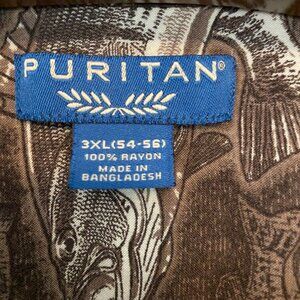 PURITAN®
3XL(54-56)
100% RAYON
MADE IN
BANGLADESH